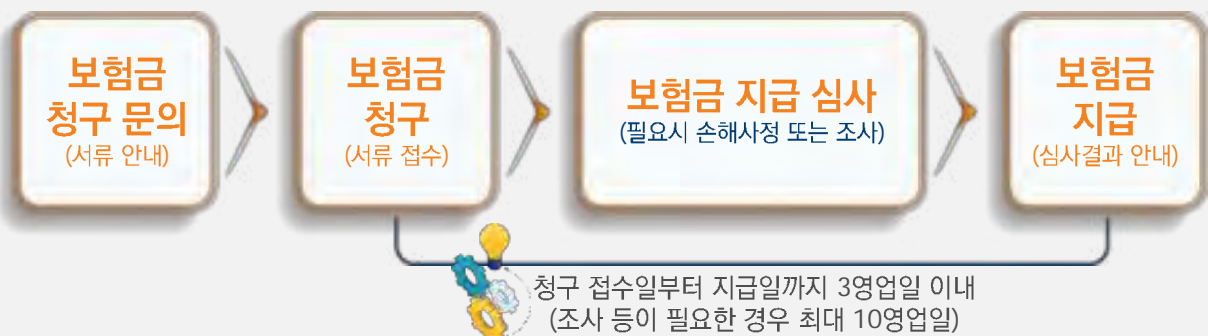 보험금
청구 문의
(서류 안내)
보험금
청구
(서류 접수)
보험금 지급 심사
(필요시 손해사정 또는 조사)
보험금
지급
(심사결과 안내)
청구 접수일부터 지급일까지 3영업일 이내
(조사 등이 필요한 경우 최대 10영업일)